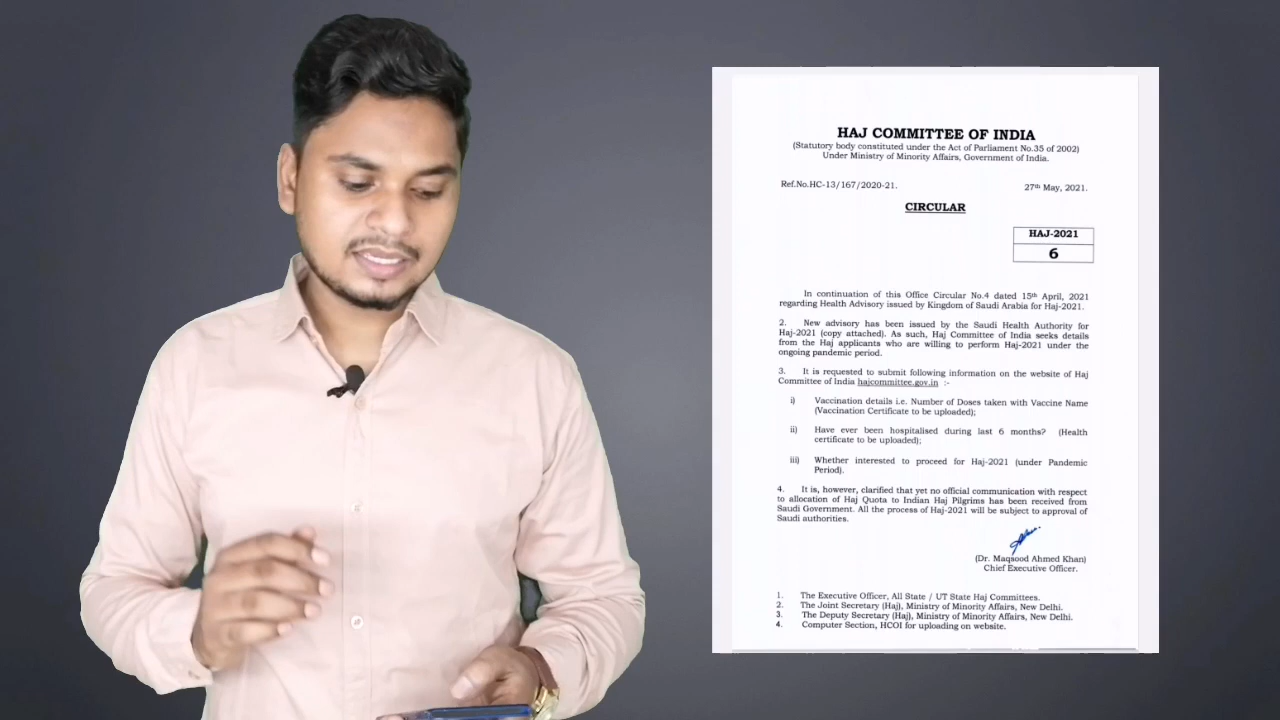 HAJ COMMITTEE OF INDIA
(Statutory body constituted under the Act of Parliament No.35 of 2002)
Under Ministry of Minority Affairs, Government of India.
Ref.No.HC-13/167/2020-21.
27th May, 2021.
CIRCULAR
HAJ-2021
6
In continuation of this Office Circular No.4 dated 15th April, 2021
regarding Health Advisory issued by Kingdom of Saudi Arabia for Haj-2021.
2. New advisory has been issued by the Saudi Health Authority for
Haj-2021 (copy attached). As such, Haj Committee of India seeks details
from the Haj applicants who are willing to perform Haj-2021 under the
ongoing pandemic period.
3. It is requested to submit following information on the website of Haj
Committee of India hajcommittee.gov.in :-
i) Vaccination details i.e. Number of Doses taken with Vaccine Name
(Vaccination Certificate to be uploaded);
ii) Have ever been hospitalised during last 6 months? (Health
certificate to be uploaded);
iii) Whether interested to proceed for Haj-2021 (under Pandemic
Period).
4. It is, however, clarified that yet no official communication with respect
to allocation of Haj Quota to Indian Haj Pilgrims has been received from
Saudi Government. All the process of Haj-2021 will be subject to approval of
Saudi authorities.
(Dr. Maqsood Ahmed Khan)
Chief Executive Officer.
1. The Executive Officer, All State / UT State Haj Committees.
2. The Joint Secretary (Haj), Ministry of Minority Affairs, New Delhi.
3. The Deputy Secretary (Haj), Ministry of Minority Affairs, New Delhi.
4. Computer Section, HCOI for uploading on website.